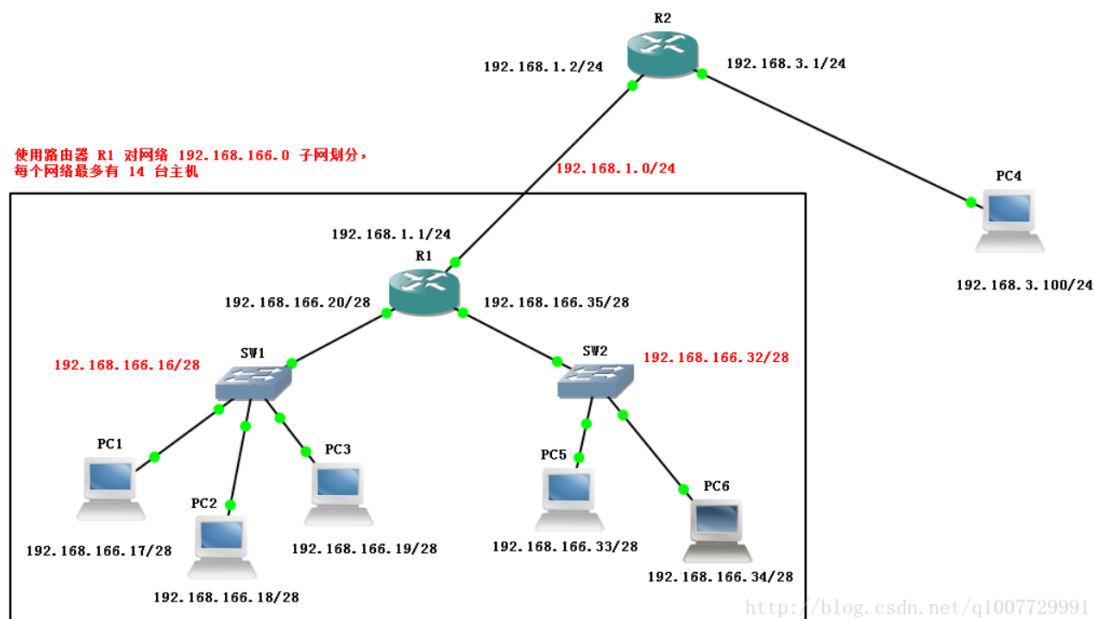 R2
192.168.1.2/24
192.168.3.1/24
使用路由器 R1 对网络 192.168.166.0 子网划分，
每个网络最多有 14 台主机
192.168.1.0/24
PC4
192.168.1.1/24
R1
192.168.3.100/24
192.168.166.20/28
192.168.166.35/28
SW1
SW2
192.168.166.16/28
192.168.166.32/28
PC1
PC3
PC5
PC2
PC6
192.168.166.17/28
192.168.166.19/28
192.168.166.33/28
192.168.166.34/28
192.168.166.18/28
http://blog.csdn.net/q1007729991